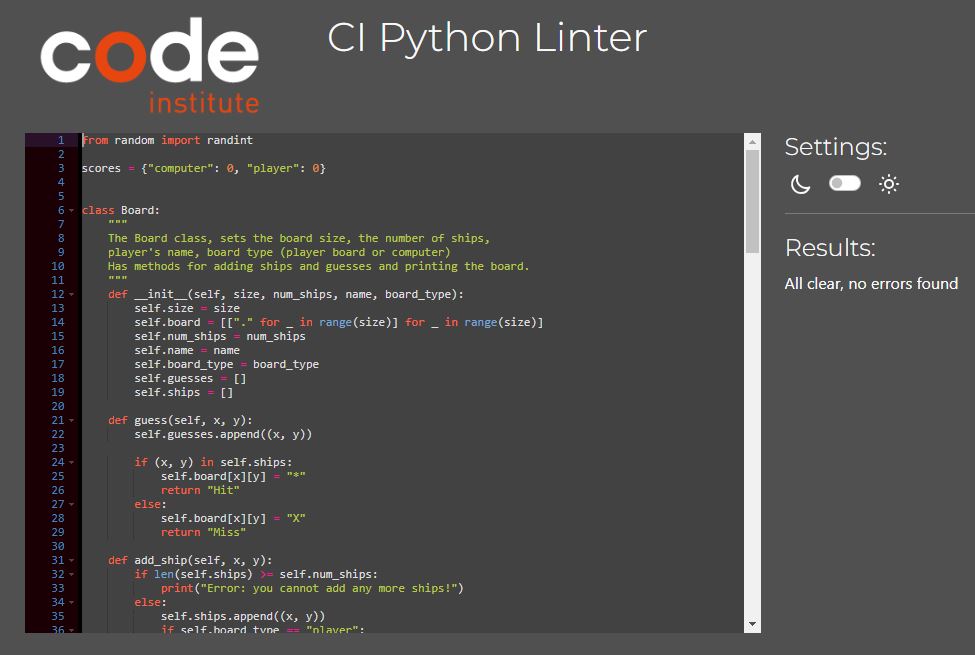 code
institute
CI Python Linter
1 from random import randint
2
3 scores = {"computer": 0, "player": 0}
4
5
6 class Board:
7     """
8     The Board class, sets the board size, the number of ships,
9     player's name, board type (player board or computer)
10     Has methods for adding ships and guesses and printing the board.
11     """
12     def __init__(self, size, num_ships, name, board_type):
13         self.size = size
14         self.board = [["." for _ in range(size)] for _ in range(size)]
15         self.num_ships = num_ships
16         self.name = name
17         self.board_type = board_type
18         self.guesses = []
19         self.ships = []
20
21     def guess(self, x, y):
22         self.guesses.append((x, y))
23
24         if (x, y) in self.ships:
25             self.board[x][y] = "*"
26             return "Hit"
27         else:
28             self.board[x][y] = "X"
29             return "Miss"
30
31     def add_ship(self, x, y):
32         if len(self.ships) >= self.num_ships:
33             print("Error: you cannot add any more ships!")
34         else:
35             self.ships.append((x, y))
36             if self.board_type == "player":
Settings:
Results:
All clear, no errors found